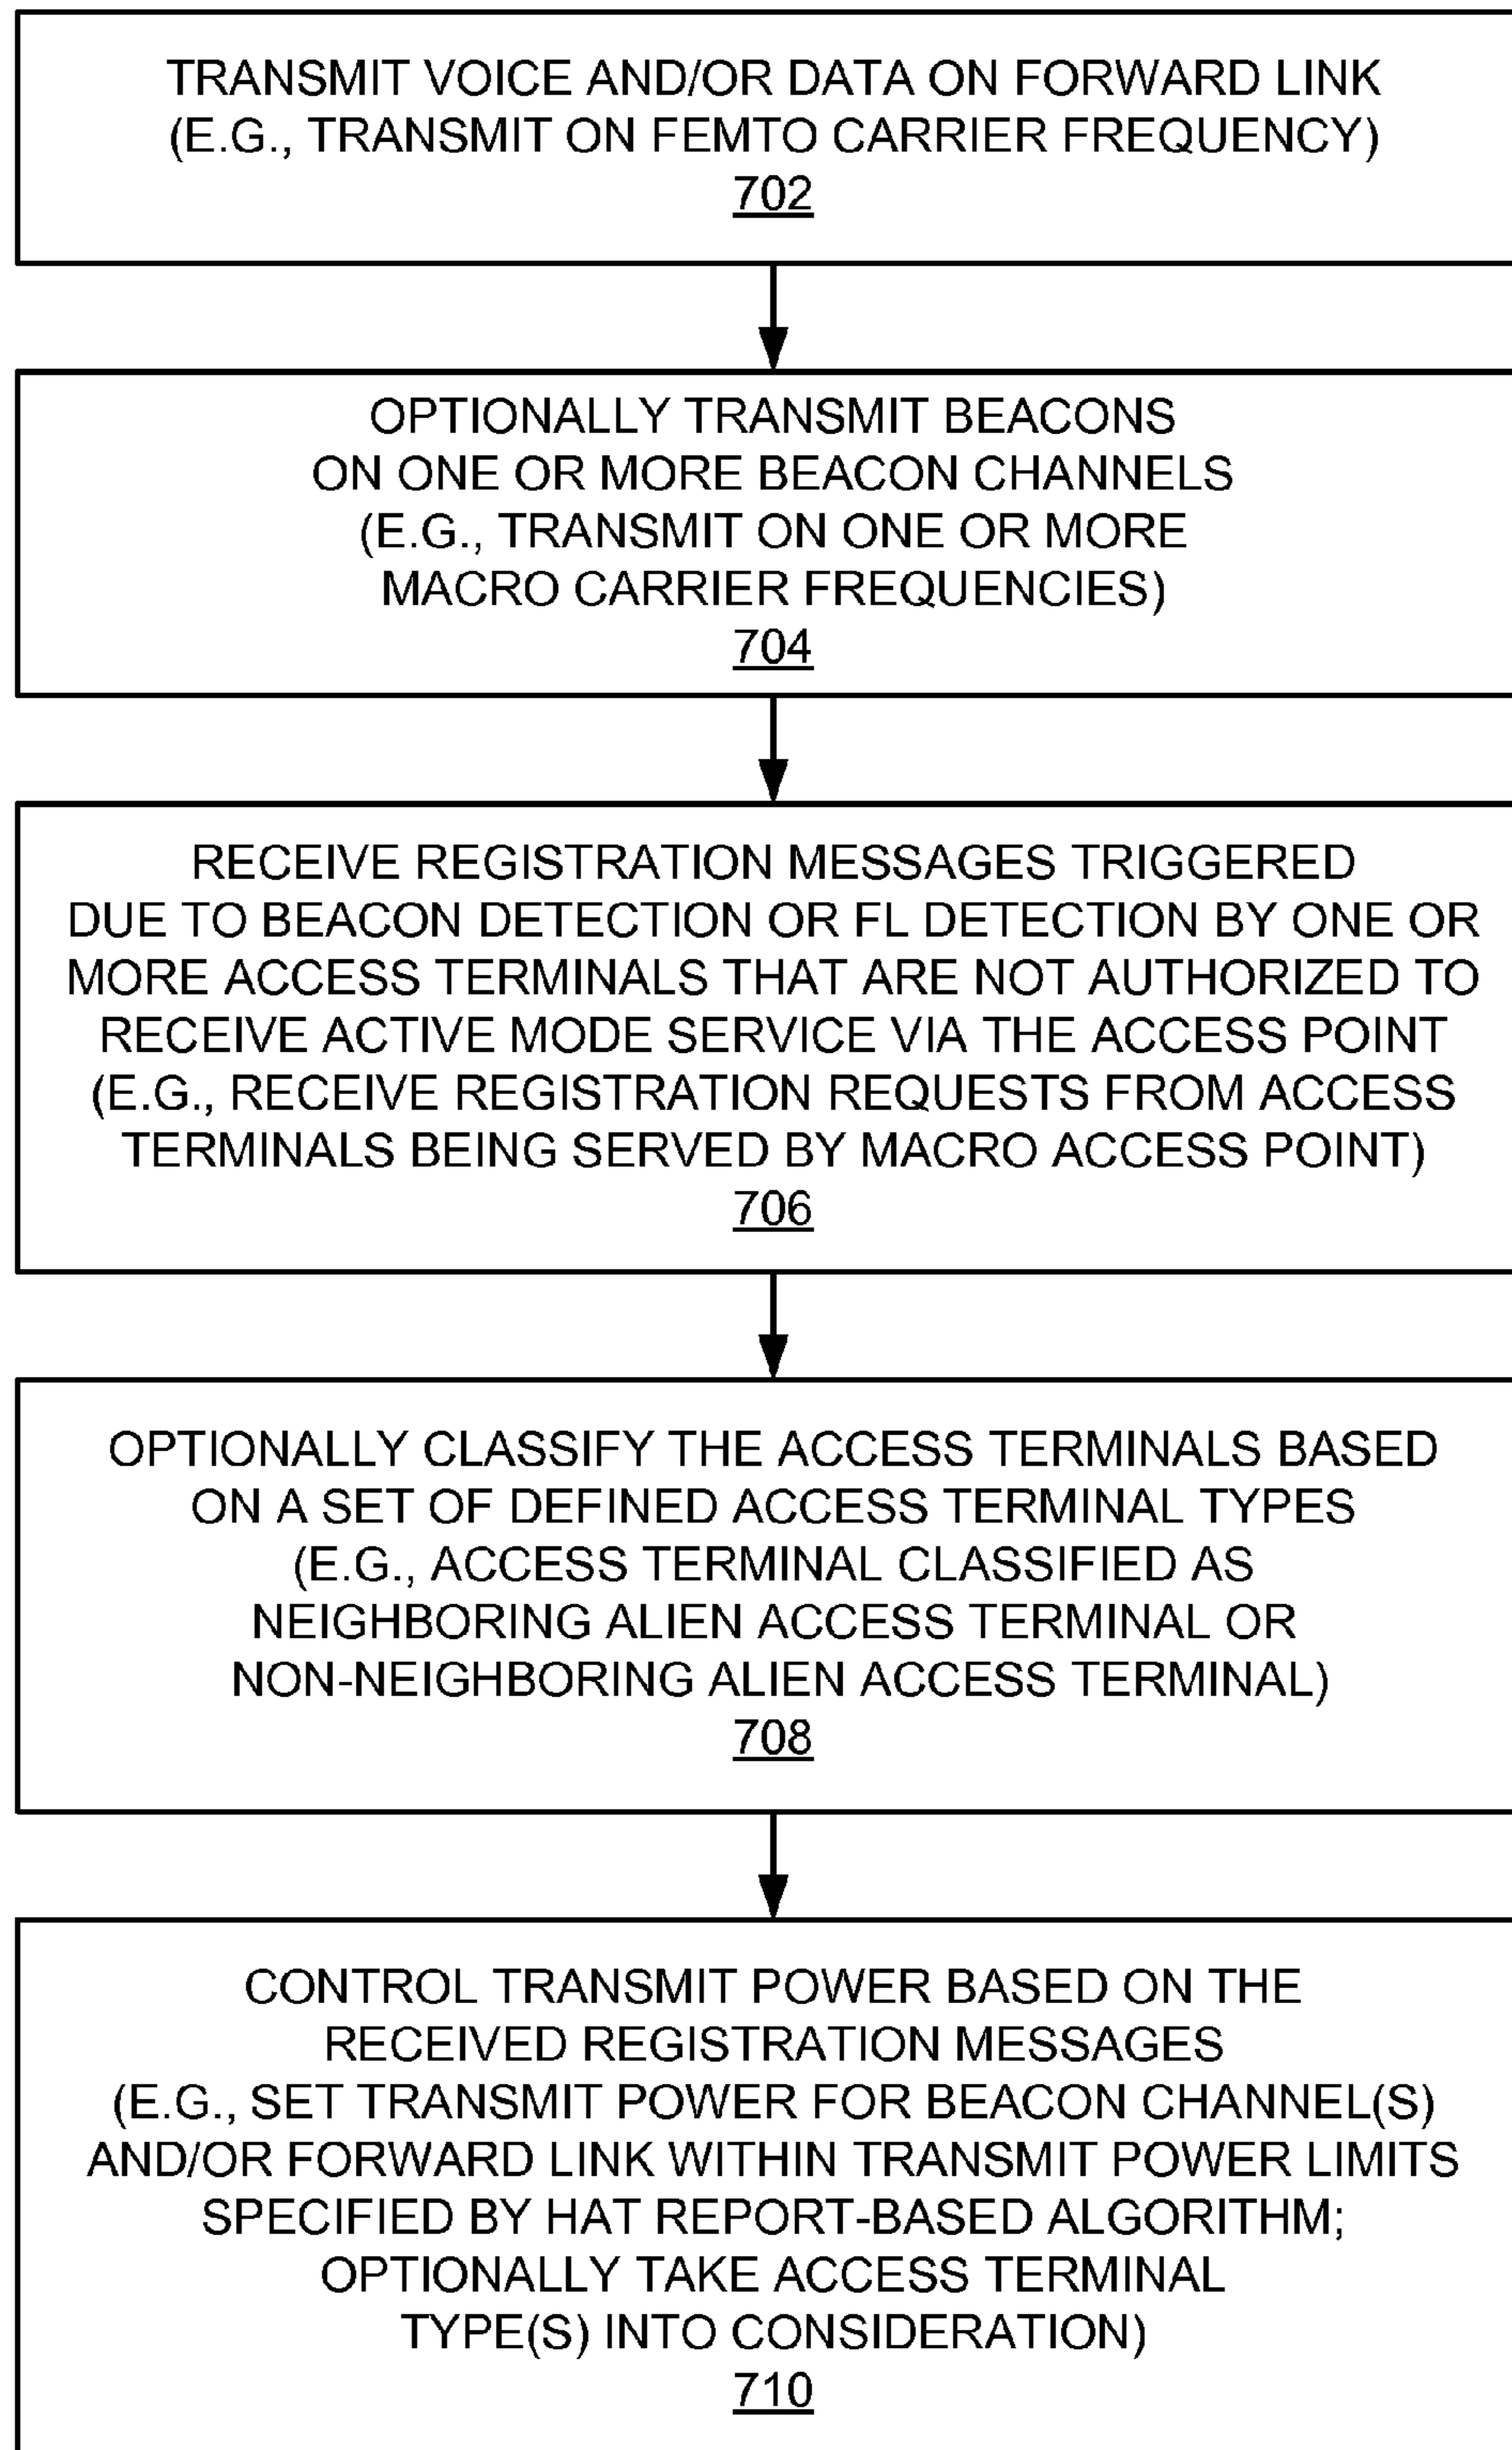 TRANSMIT VOICE AND/OR DATA ON FORWARD LINK
(E.G., TRANSMIT ON FEMTO CARRIER FREQUENCY)
702
OPTIONALLY TRANSMIT BEACONS
ON ONE OR MORE BEACON CHANNELS
(E.G., TRANSMIT ON ONE OR MORE
MACRO CARRIER FREQUENCIES)
704
RECEIVE REGISTRATION MESSAGES TRIGGERED
DUE TO BEACON DETECTION OR FL DETECTION BY ONE OR
MORE ACCESS TERMINALS THAT ARE NOT AUTHORIZED TO
RECEIVE ACTIVE MODE SERVICE VIA THE ACCESS POINT
(E.G., RECEIVE REGISTRATION REQUESTS FROM ACCESS
TERMINALS BEING SERVED BY MACRO ACCESS POINT)
706
OPTIONALLY CLASSIFY THE ACCESS TERMINALS BASED
ON A SET OF DEFINED ACCESS TERMINAL TYPES
(E.G., ACCESS TERMINAL CLASSIFIED AS
NEIGHBORING ALIEN ACCESS TERMINAL OR
NON-NEIGHBORING ALIEN ACCESS TERMINAL)
708
CONTROL TRANSMIT POWER BASED ON THE
RECEIVED REGISTRATION MESSAGES
(E.G., SET TRANSMIT POWER FOR BEACON CHANNEL(S)
AND/OR FORWARD LINK WITHIN TRANSMIT POWER LIMITS
SPECIFIED BY HAT REPORT-BASED ALGORITHM;
OPTIONALLY TAKE ACCESS TERMINAL
TYPE(S) INTO CONSIDERATION)
710